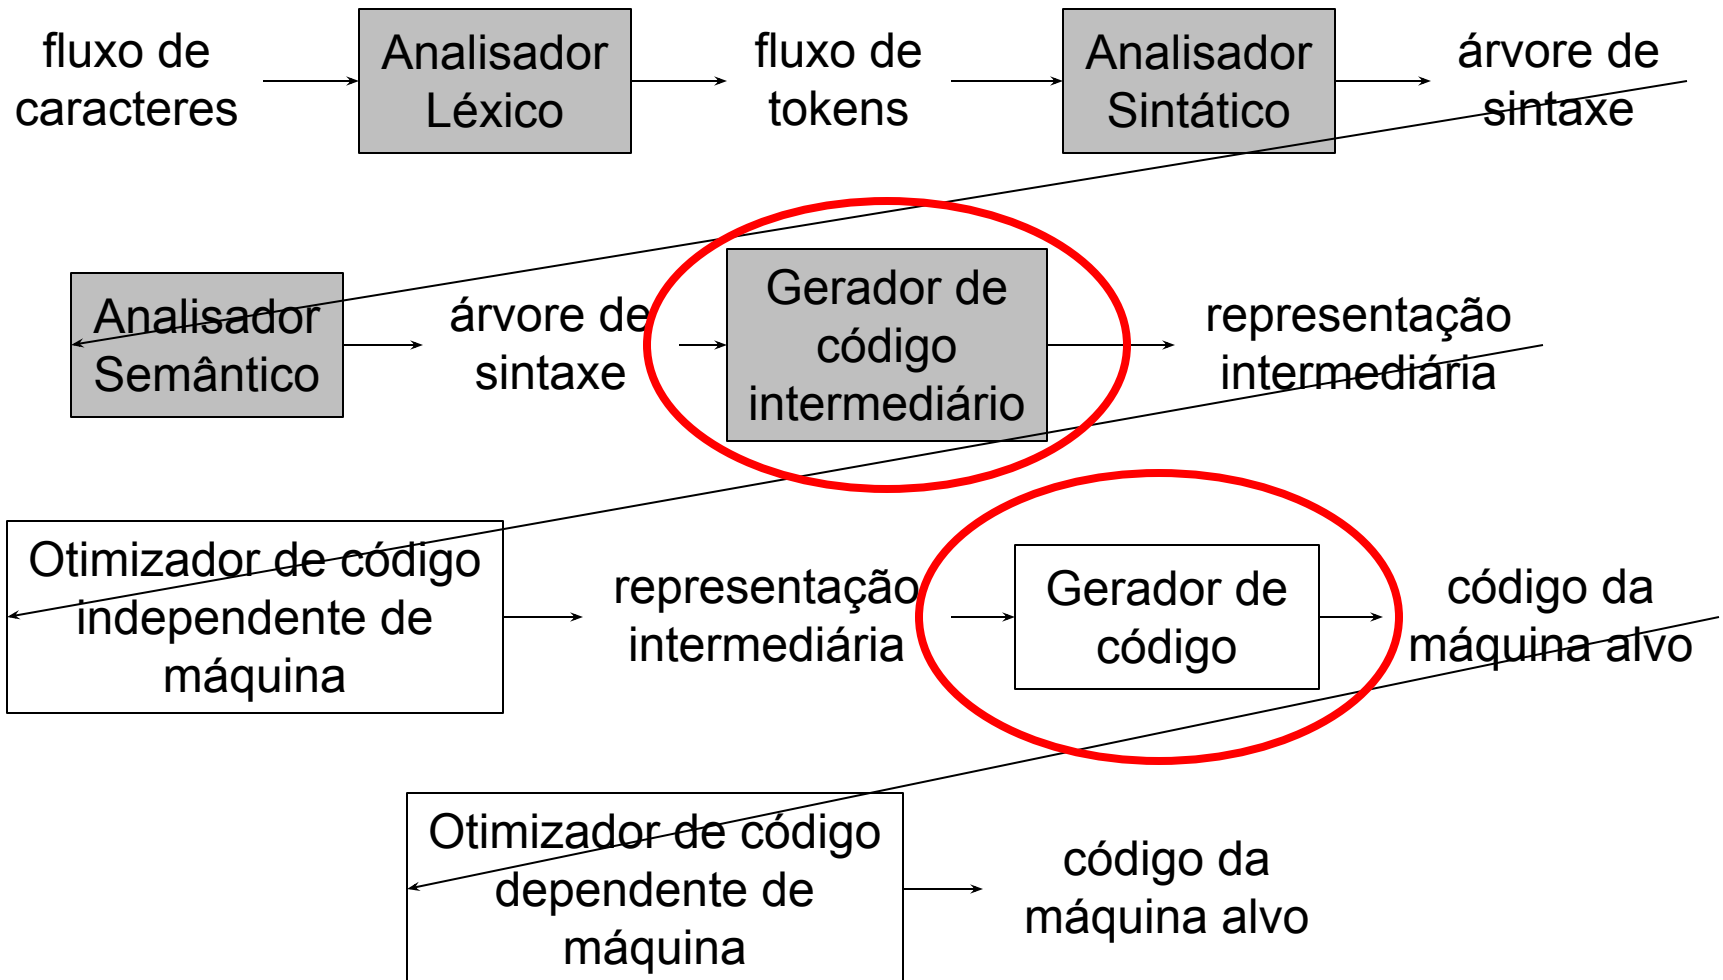 fluxo de
caracteres
Analisador
Léxico
fluxo de
tokens
Analisador
Sintático
árvore de
sintaxe
Analisador
Semântico
árvore de
sintaxe
Gerador de
código
intermediário
representação
intermediária
Otimizador de código
independente de
máquina
representação
intermediária
Gerador de
código
código da
máquina alvo
Otimizador de código
dependente de
máquina
código da
máquina alvo